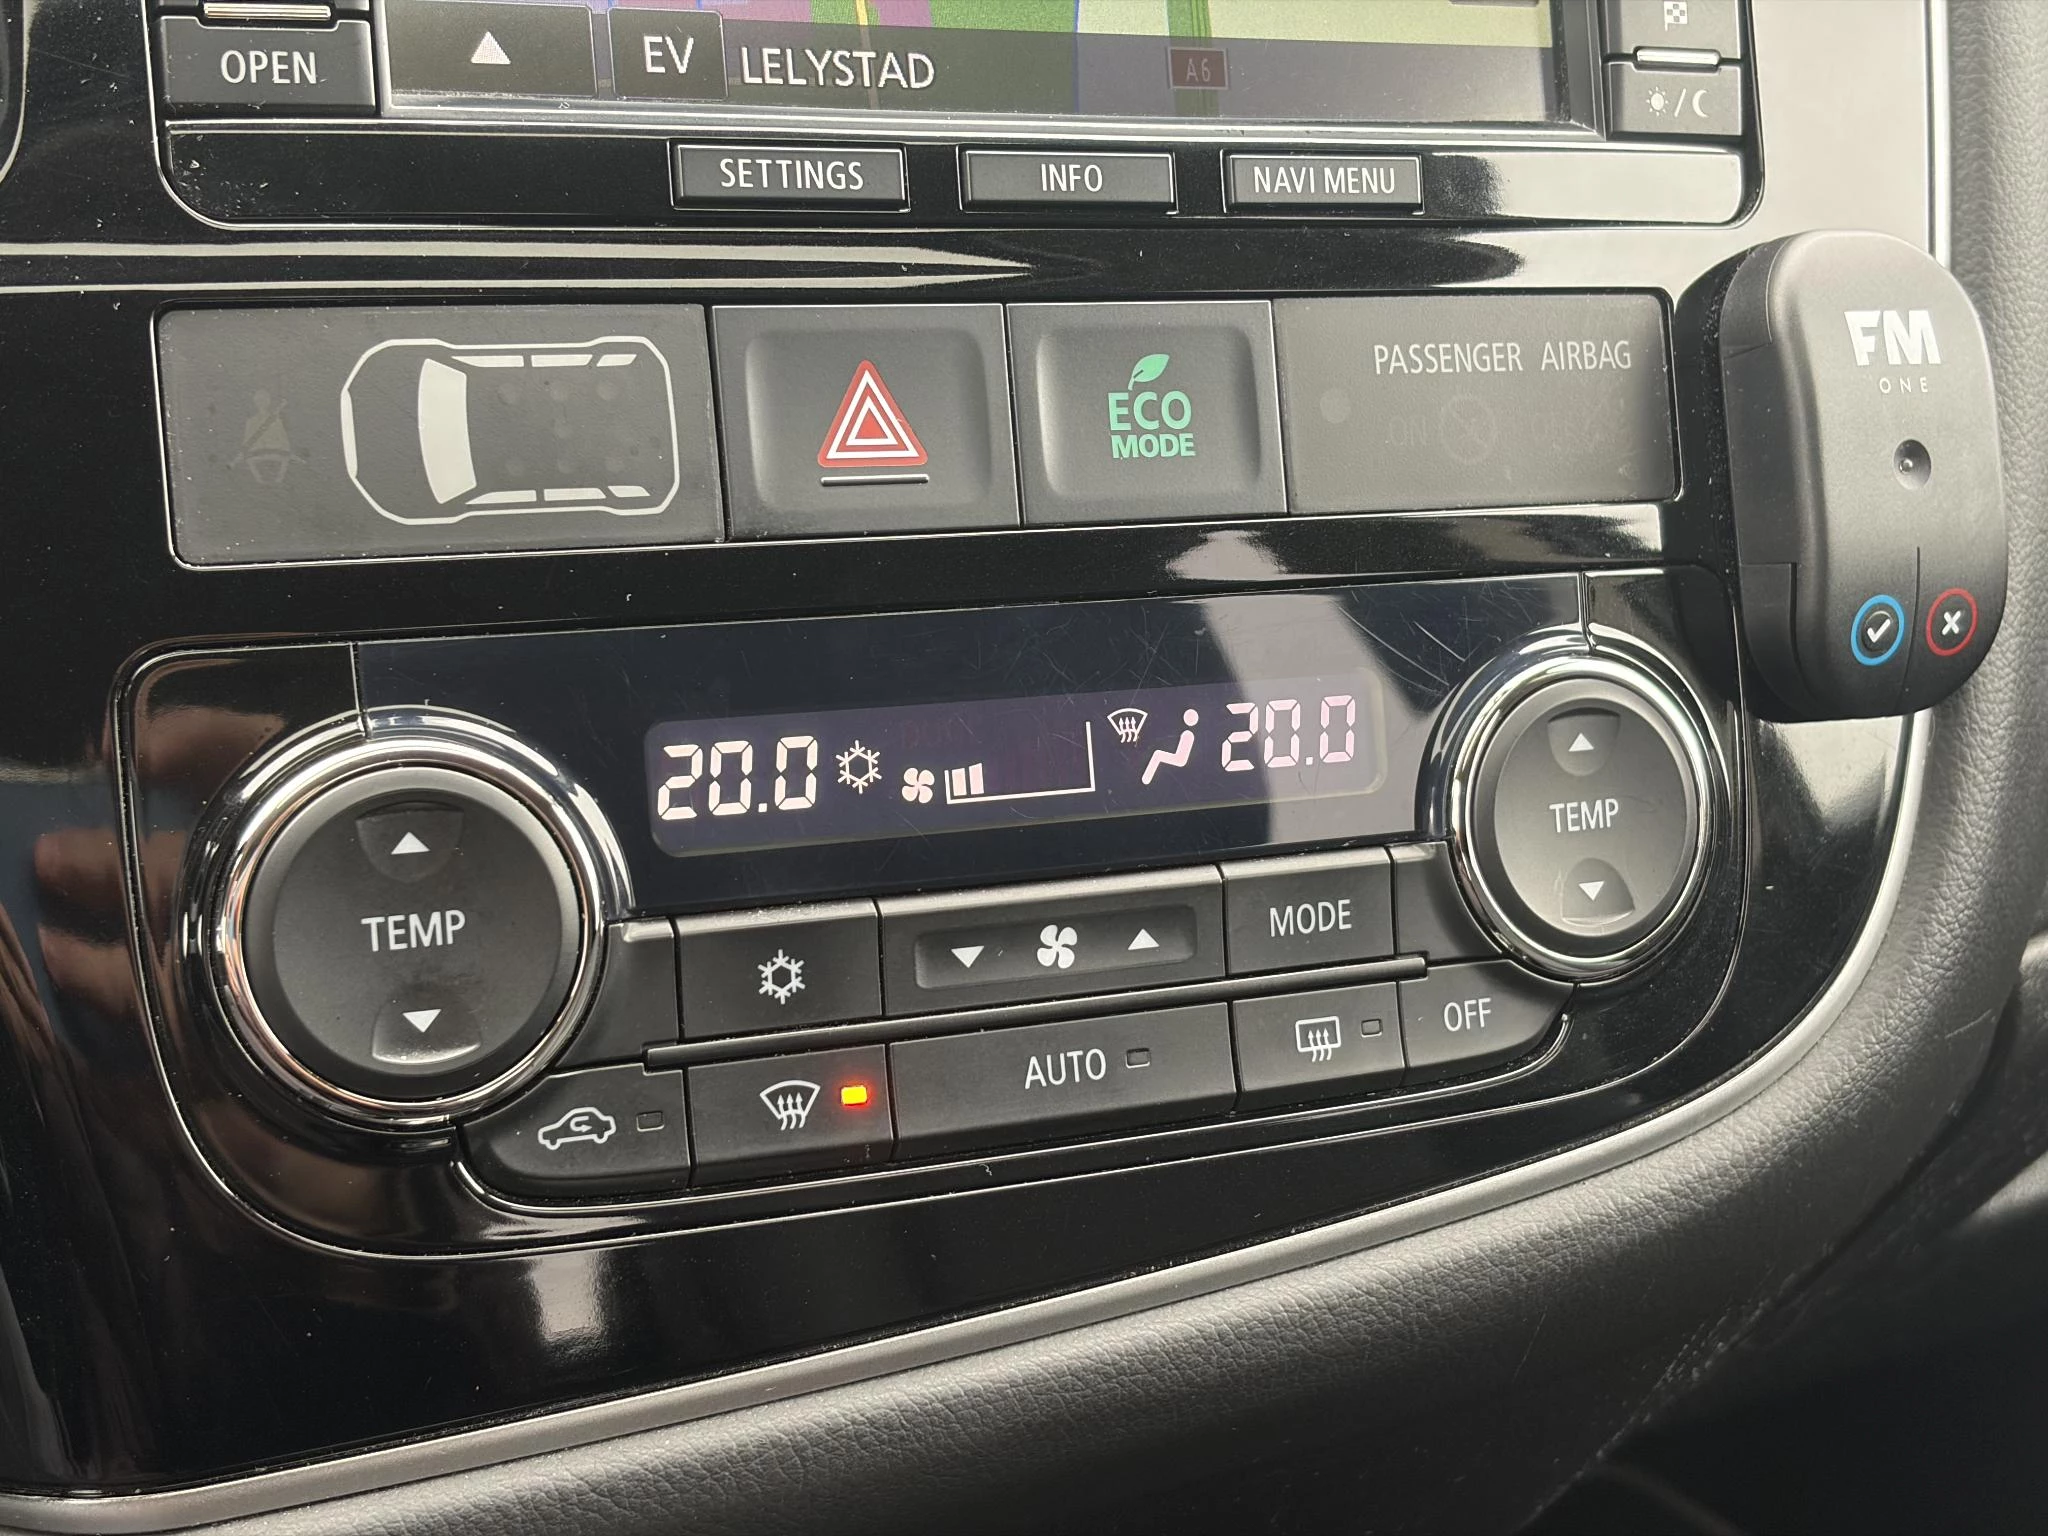 OPEN
EV
LELYSTAD
A6
SETTINGS
INFO
NAVI MENU
ECO
MODE
PASSENGER AIRBAG
ON
FM
ONE
20.0
20.0
TEMP
TEMP
MODE
AUTO
OFF